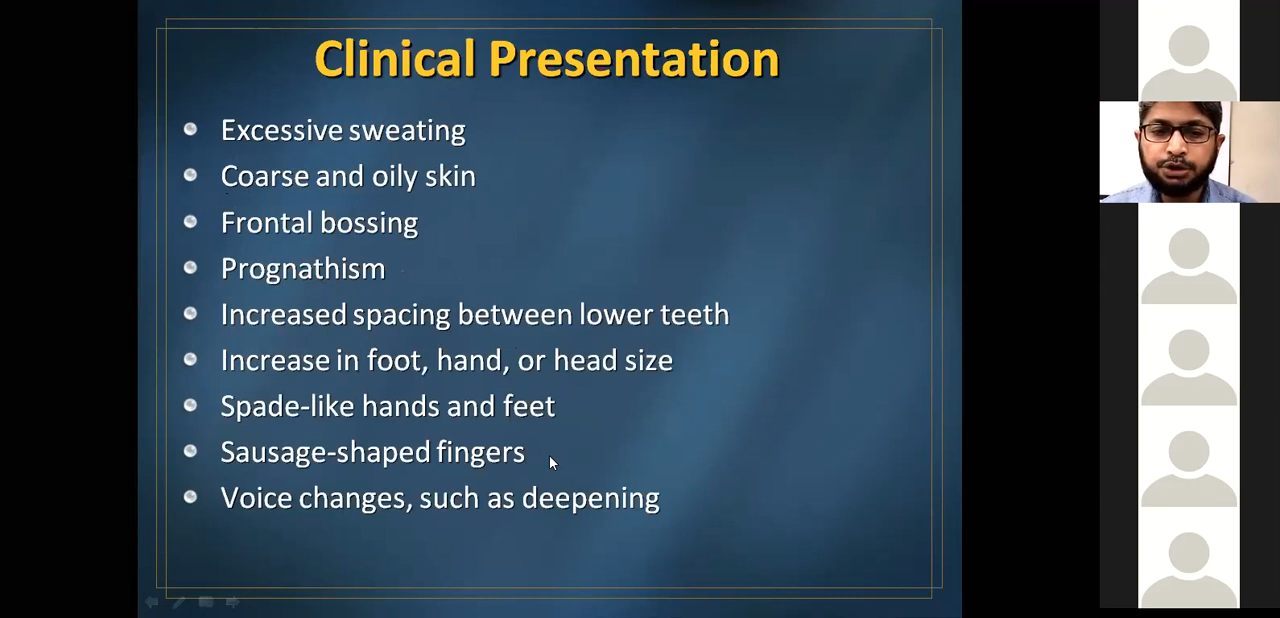 Clinical Presentation
Excessive sweating
Coarse and oily skin
Frontal bossing
Prognathism
Increased spacing between lower teeth
Increase in foot, hand, or head size
Spade-like hands and feet
Sausage-shaped fingers
Voice changes, such as deepening